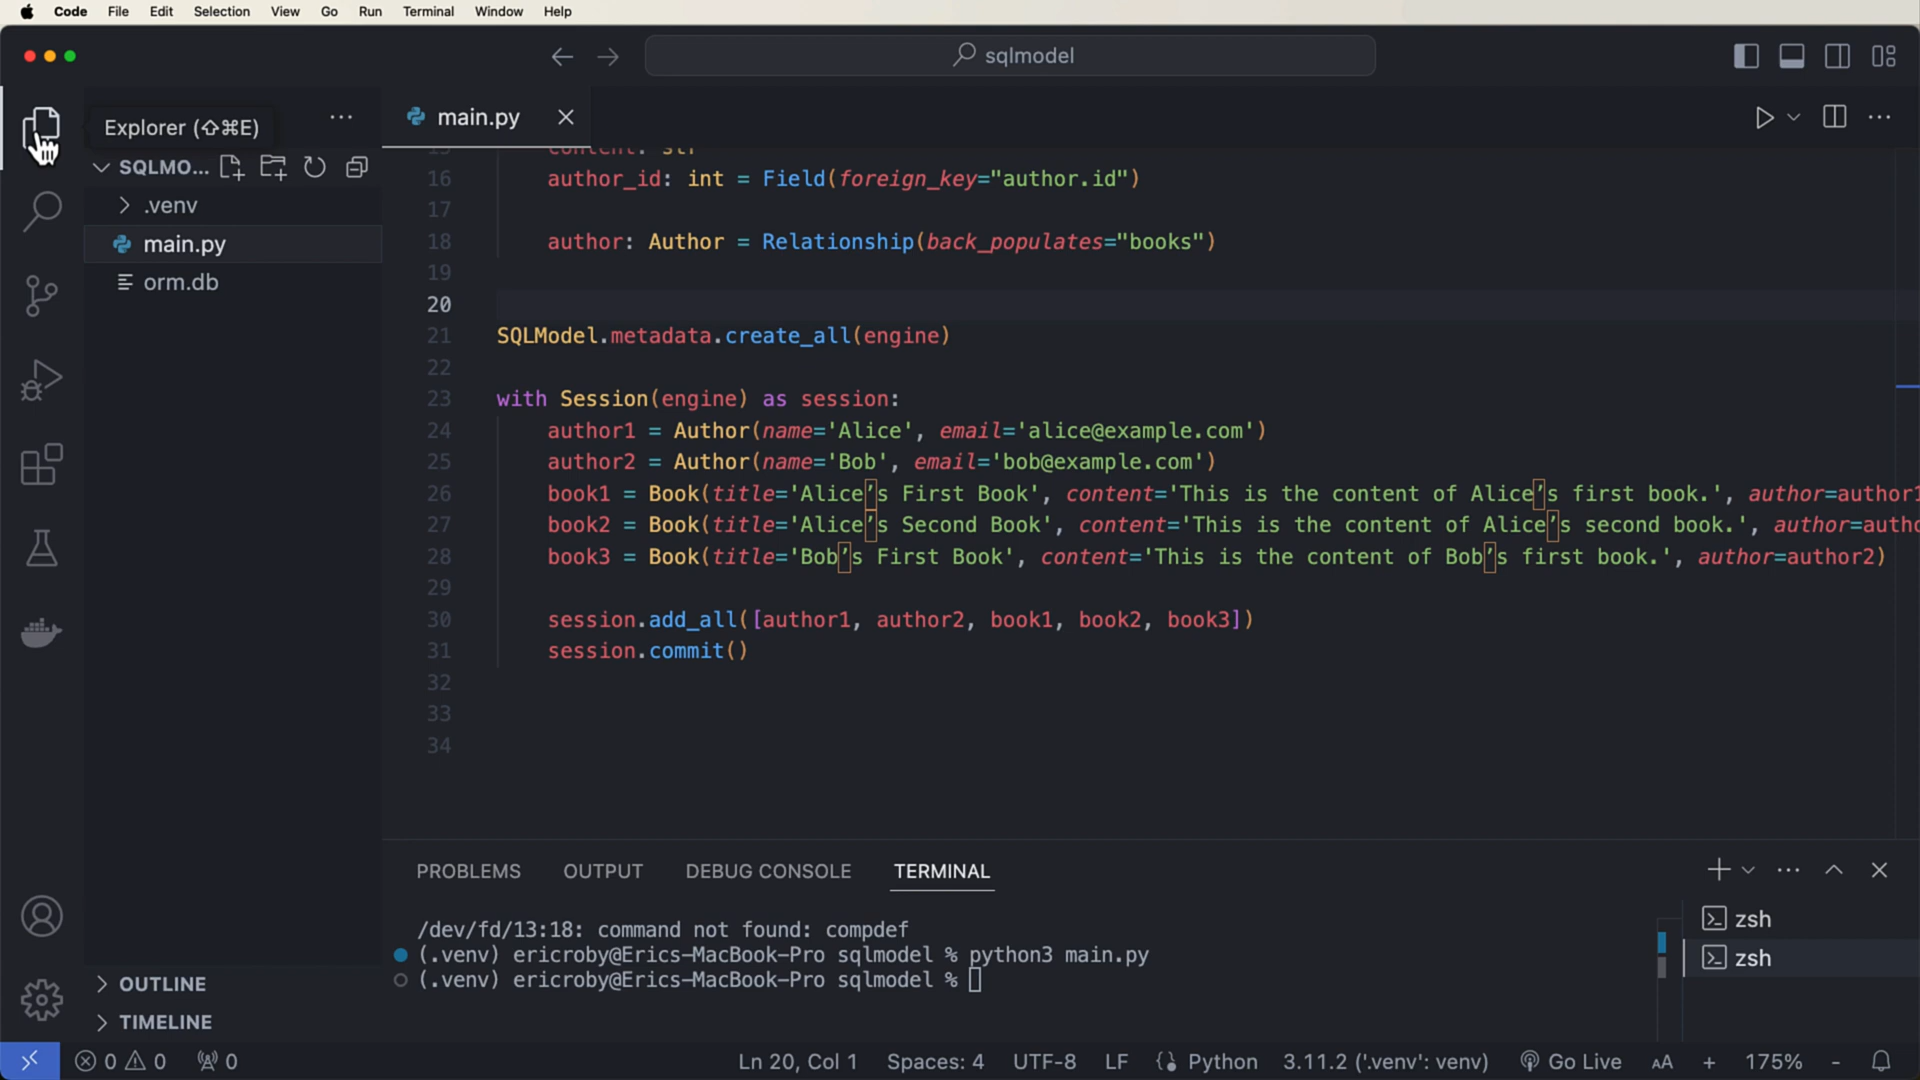 Code File Edit Selection View Go Run Terminal Window Help
sqlmodel
Explorer (⇧⌘E)
main.py
SQLMO...
.venv
main.py
orm.db
15 content: str
16 author_id: int = Field(foreign_key="author.id")
17
18 author: Author = Relationship(back_populates="books")
19
20
21 SQLModel.metadata.create_all(engine)
22
23 with Session(engine) as session:
24 author1 = Author(name='Alice', email='alice@example.com')
25 author2 = Author(name='Bob', email='bob@example.com')
26 book1 = Book(title='Alice’s First Book', content='This is the content of Alice’s first book.', author=author1
27 book2 = Book(title='Alice’s Second Book', content='This is the content of Alice’s second book.', author=autho
28 book3 = Book(title='Bob’s First Book', content='This is the content of Bob’s first book.', author=author2)
29
30 session.add_all([author1, author2, book1, book2, book3])
31 session.commit()
32
33
34
PROBLEMS OUTPUT DEBUG CONSOLE TERMINAL
/dev/fd/13:18: command not found: compdef
(.venv) ericroby@Erics-MacBook-Pro sqlmodel % python3 main.py
(.venv) ericroby@Erics-MacBook-Pro sqlmodel %
zsh
zsh
OUTLINE
TIMELINE
0 0 0 Ln 20, Col 1 Spaces: 4 UTF-8 LF Python 3.11.2 ('.venv': venv) Go Live AA + 175% -